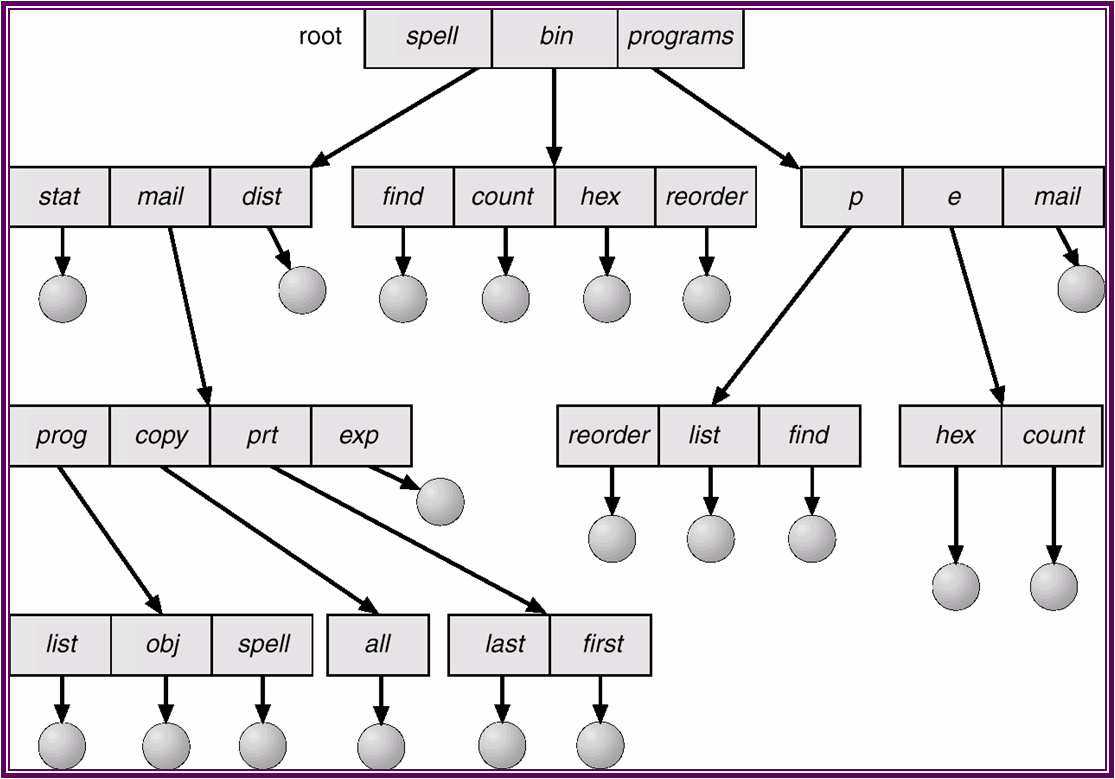 root spell bin programs
stat mail dist find count hex reorder p e mail
prog copy prt exp reorder list find hex count
list obj spell all last first